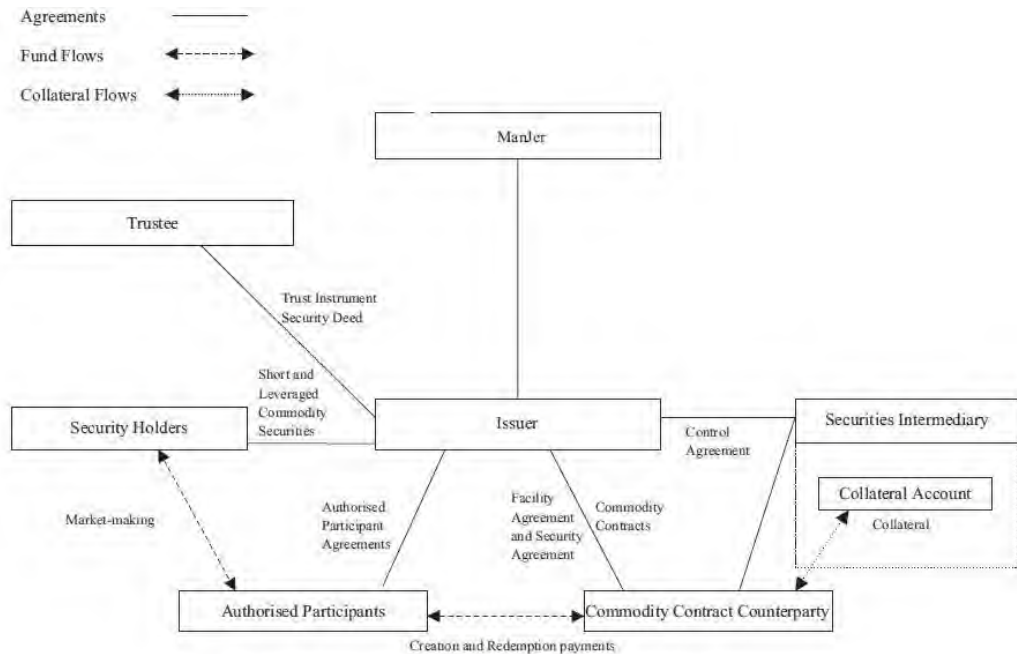 Agreements
Fund Flows
Collateral Flows
ManJer
Trustee
Trust Instrument
Security Deed
Short and
Leveraged
Commodity
Securities
Security Holders
Issuer
Securities Intermediary
Control
Agreement
Collateral Account
Collateral
Market-making
Authorised
Participant
Agreements
Facility
Agreement
and Security
Agreement
Commodity
Contracts
Authorised Participants
Commodity Contract Counterparty
Creation and Redemption payments